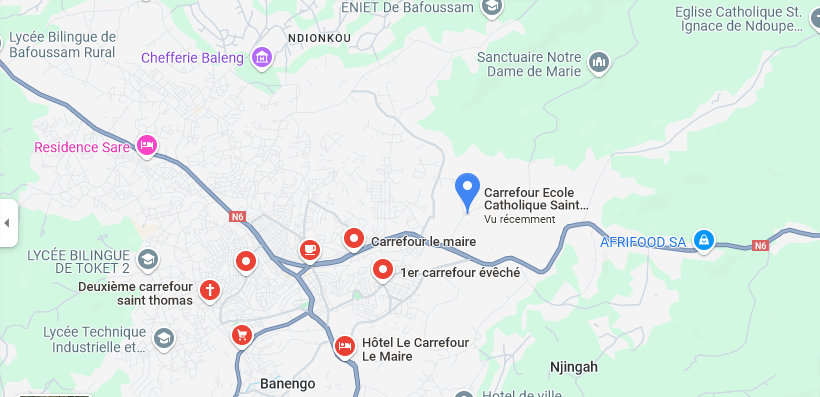 ENIET De Bafoussam
Eglise Catholique St.
Ignace de Ndoupe...
Lycée Bilingue de
Bafoussam Rural
NDIONKOU
Chefferie Baleng
Sanctuaire Notre
Dame de Marie
Residence Sare
Carrefour Ecole
Catholique Saint...
Vu récemment
N6
Carrefour le maire
AFRIFOOD SA
N6
LYCÉE BILINGUE
DE TOKET 2
1er carrefour évêché
Deuxième carrefour
saint thomas
Lycée Technique
Industrielle et...
Hôtel Le Carrefour
Le Maire
Njingah
Banengo
Hotel de ville